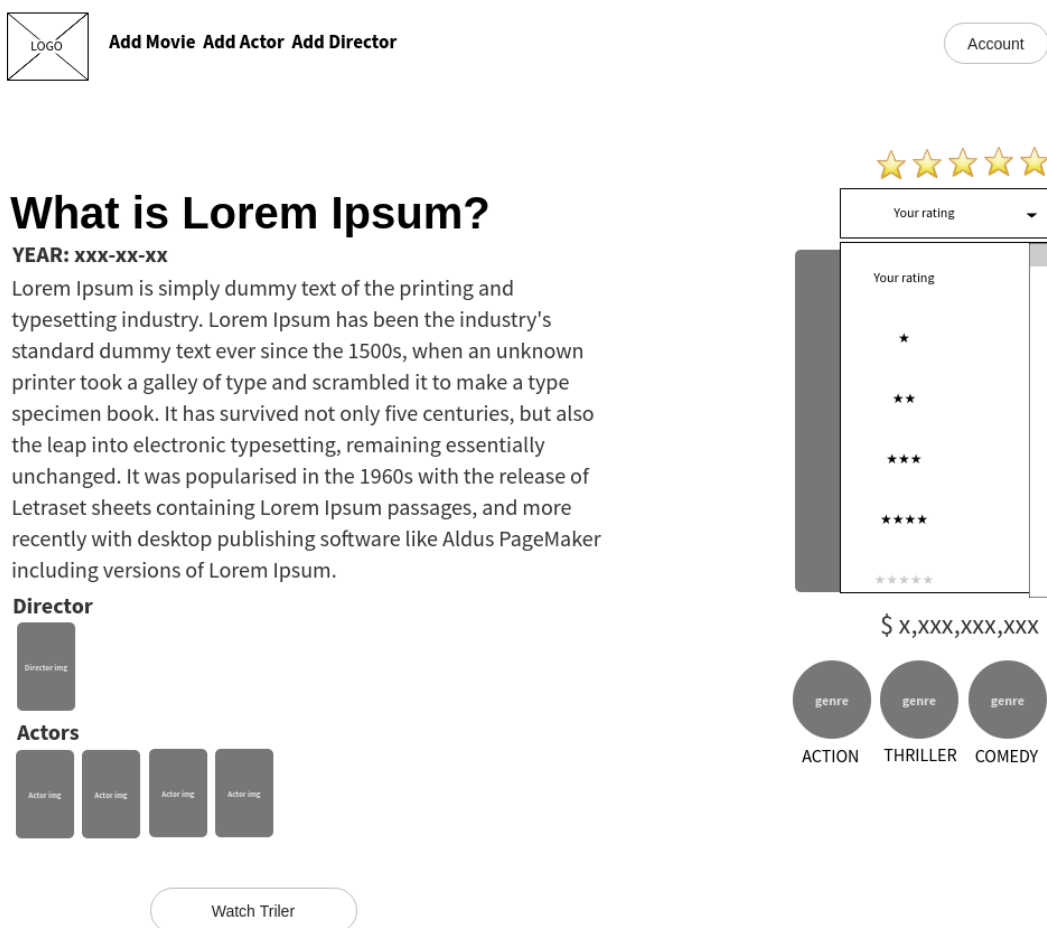 LOGO
Add Movie Add Actor Add Director
Account
What is Lorem Ipsum?
YEAR: xxx-xx-xx
Lorem Ipsum is simply dummy text of the printing and
typesetting industry. Lorem Ipsum has been the industry's
standard dummy text ever since the 1500s, when an unknown
printer took a galley of type and scrambled it to make a type
specimen book. It has survived not only five centuries, but also
the leap into electronic typesetting, remaining essentially
unchanged. It was popularised in the 1960s with the release of
Letraset sheets containing Lorem Ipsum passages, and more
recently with desktop publishing software like Aldus PageMaker
including versions of Lorem Ipsum.
Director
Director img
Actors
Actor img Actor img Actor img Actor img
Watch Triler
Your rating
Your rating
★
★★
★★★
★★★★
★★★★★
$ x,xxx,xxx,xxx
genre genre genre
ACTION THRILLER COMEDY